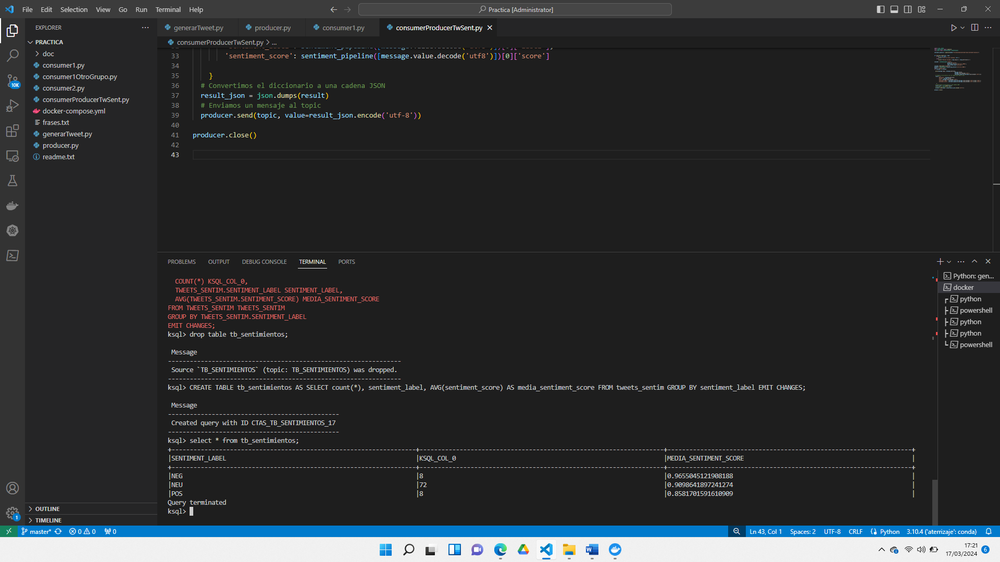 File Edit Selection View Go Run Terminal Help
Practica [Administrator]
EXPLORER
PRACTICA
doc
consumer1.py
consumer1OtroGrupo.py
consumer2.py
consumerProducerTwSent.py
docker-compose.yml
frases.txt
generarTweet.py
producer.py
readme.txt
OUTLINE
TIMELINE
10K
1
generarTweet.py producer.py consumer1.py consumerProducerTwSent.py
consumerProducerTwSent.py > ...
33 'sentiment_score': sentiment_pipeline([message.value.decode('utf8')])[0]['score']
34
35 }
36 # Convertimos el diccionario a una cadena JSON
37 result_json = json.dumps(result)
38 # Enviamos un mensaje al topic
39 producer.send(topic, value=result_json.encode('utf-8'))
40
41 producer.close()
42
43
PROBLEMS OUTPUT DEBUG CONSOLE TERMINAL PORTS
COUNT(*) KSQL_COL_0,
TWEETS_SENTIM.SENTIMENT_LABEL SENTIMENT_LABEL,
AVG(TWEETS_SENTIM.SENTIMENT_SCORE) MEDIA_SENTIMENT_SCORE
FROM TWEETS_SENTIM TWEETS_SENTIM
GROUP BY TWEETS_SENTIM.SENTIMENT_LABEL
EMIT CHANGES;
ksql> drop table tb_sentimientos;
Message
----------------------------------------------------------------
Source `TB_SENTIMIENTOS` (topic: TB_SENTIMIENTOS) was dropped.
----------------------------------------------------------------
ksql> CREATE TABLE tb_sentimientos AS SELECT count(*), sentiment_label, AVG(sentiment_score) AS media_sentiment_score FROM tweets_sentim GROUP BY sentiment_label EMIT CHANGES;
Message
-----------------------------------------------
Created query with ID CTAS_TB_SENTIMIENTOS_17
-----------------------------------------------
ksql> select * from tb_sentimientos;
|SENTIMENT_LABEL |KSQL_COL_0 |MEDIA_SENTIMENT_SCORE |
|NEG |8 |0.9655045121908188 |
|NEU |72 |0.9098641897241274 |
|POS |8 |0.8581701591610909 |
Query terminated
ksql>
Python: gen...
docker
python
powershell
python
python
powershell
master* 0 0 0
Ln 43, Col 1 Spaces: 2 UTF-8 CRLF Python 3.10.4 ('aterrizaje': conda)
17:21
17/03/2024
6